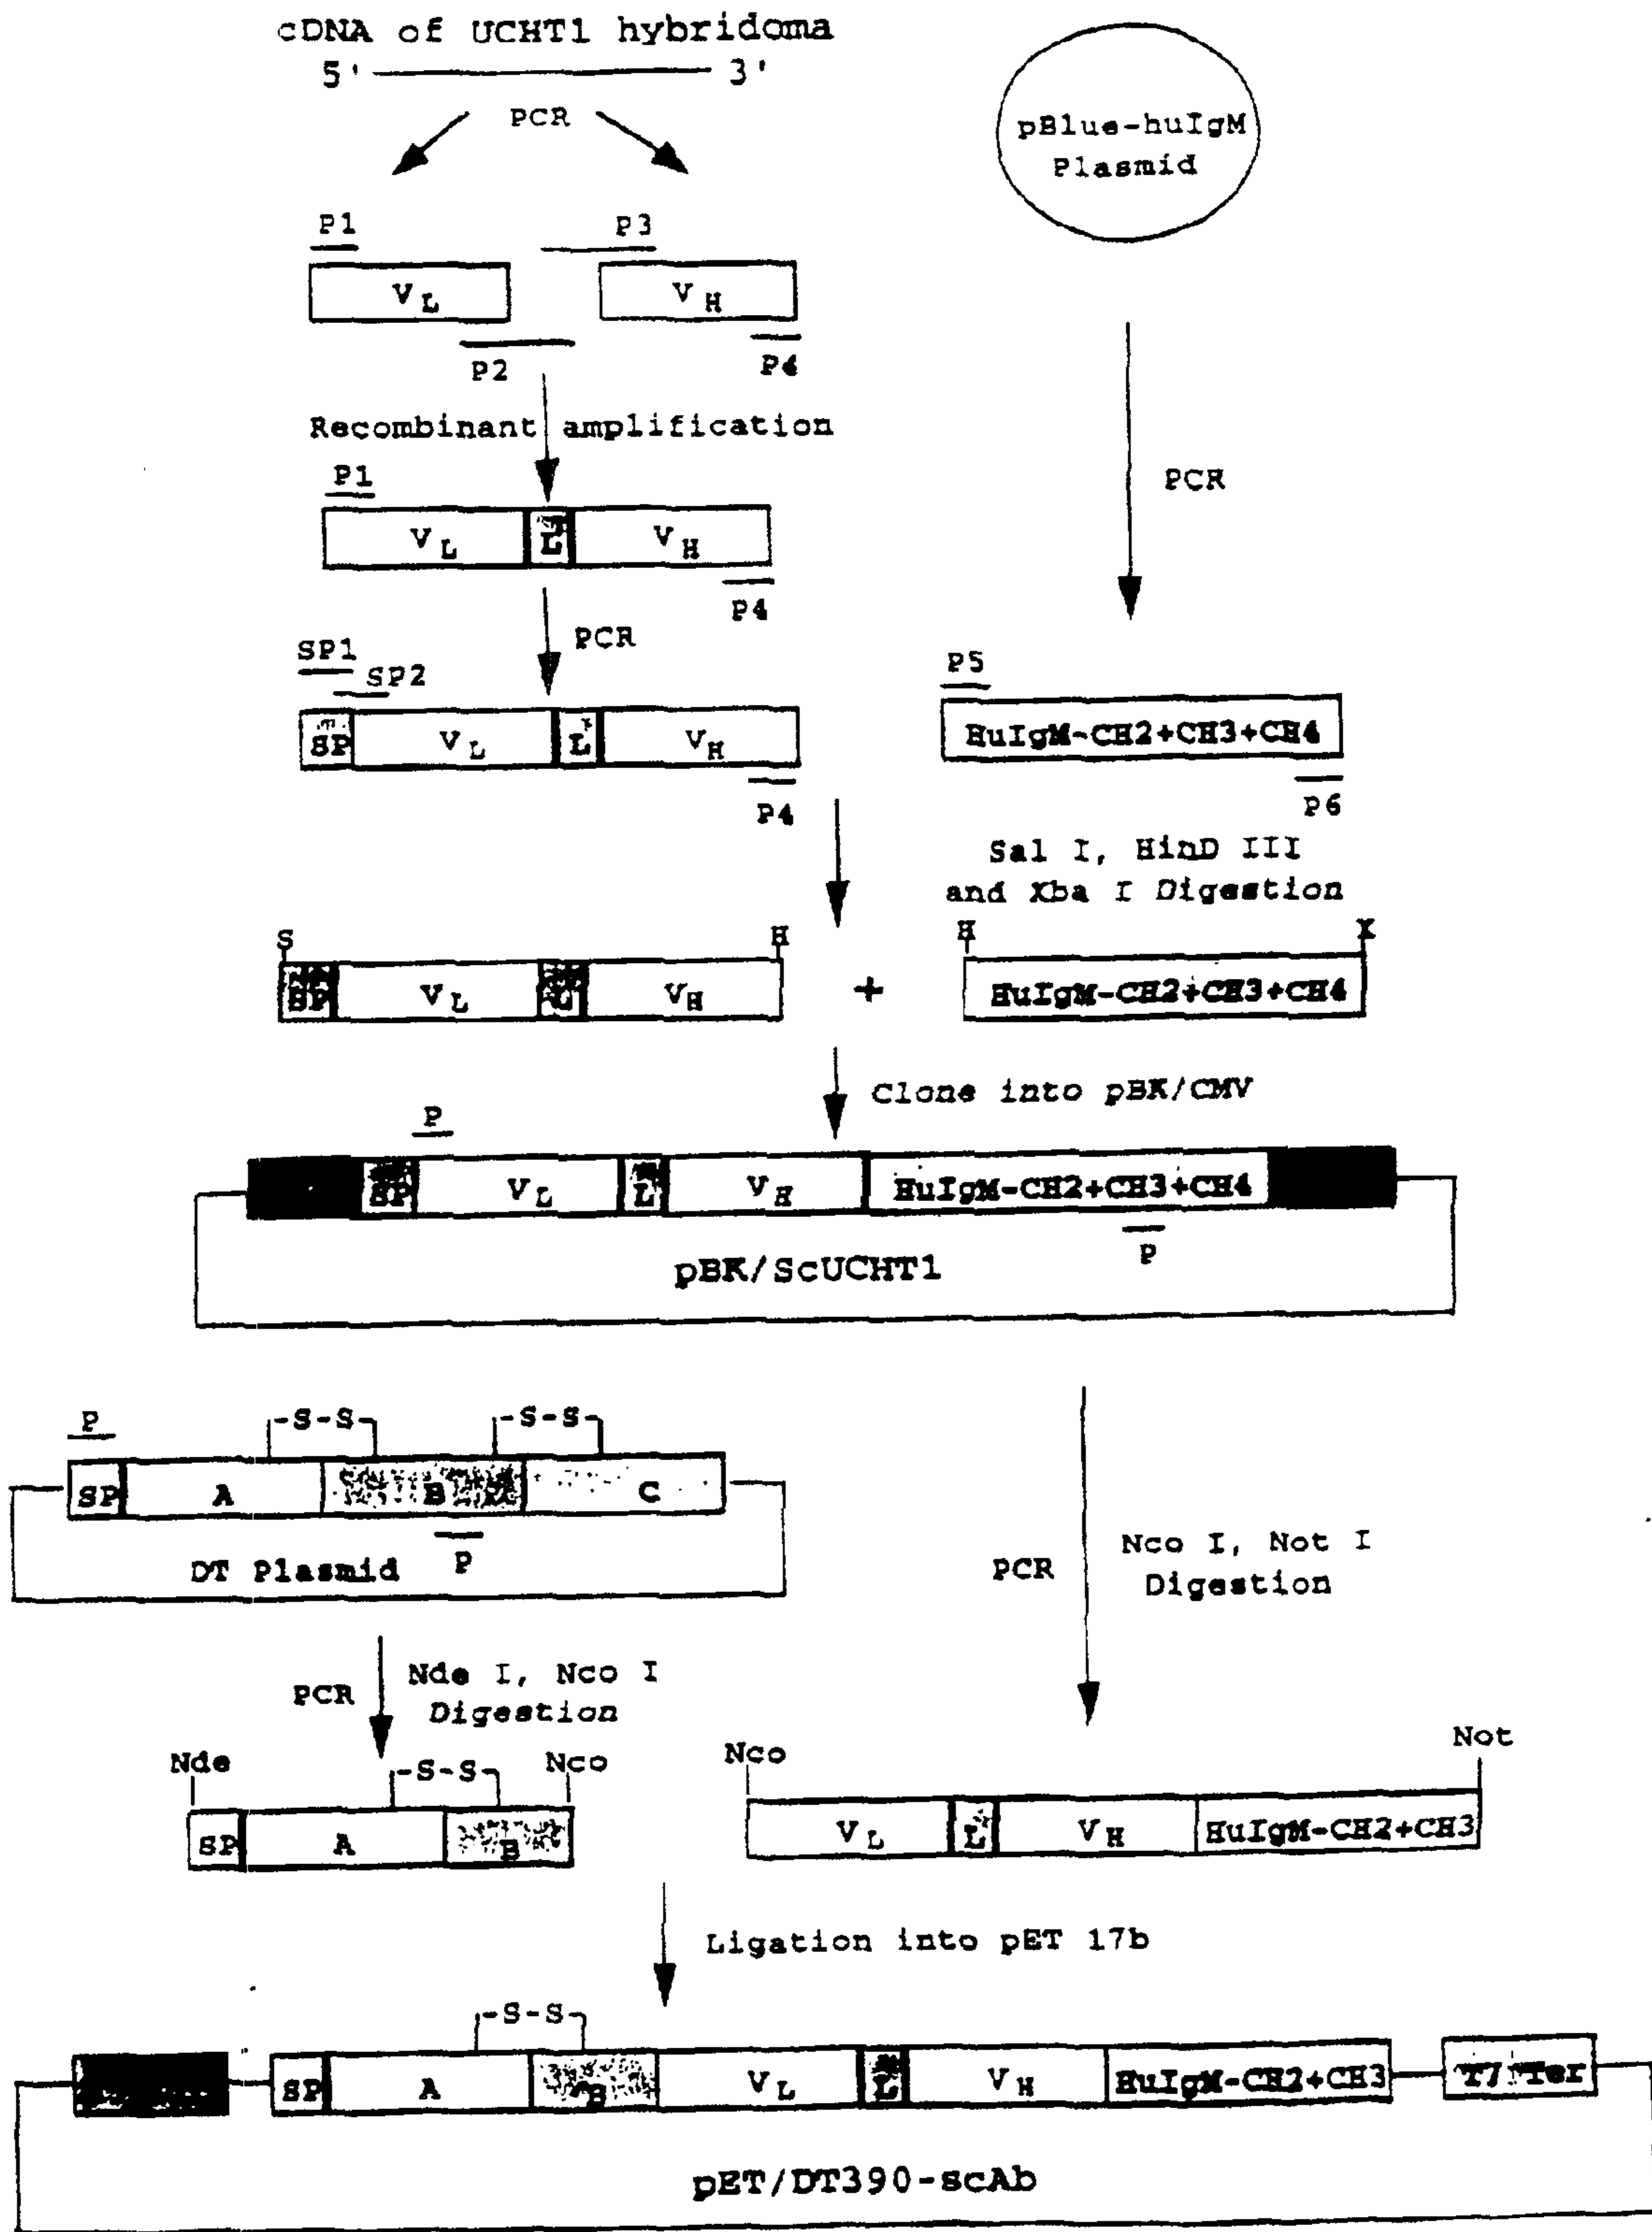 cDNA of UCHT1 hybridoma
5' 3'
PCR
pBlue-huIgM
Plasmid
P1
P3
VL
VH
P2
P4
Recombinant amplification
PCR
P1
VL L VH
P4
PCR
SP1
SP2
P5
SP VL L VH
HuIgM-CH2+CH3+CH4
P4
P6
Sal I, HinD III
and Xba I Digestion
S H
H X
SP VL L VH
+
HuIgM-CH2+CH3+CH4
Clone into pBK/CMV
P
SP VL L VH HuIgM-CH2+CH3+CH4
P
pBK/ScUCHT1
P
-S-S- -S-S-
SP A B C
P
DT Plasmid
PCR
Nco I, Not I
Digestion
PCR
Nde I, Nco I
Digestion
Nde -S-S- Nco
Nco Not
SP A B
VL L VH HuIgM-CH2+CH3
Ligation into pET 17b
-S-S-
SP A B VL L VH HuIgM-CH2+CH3 T7 Ter
pET/DT390-scAb